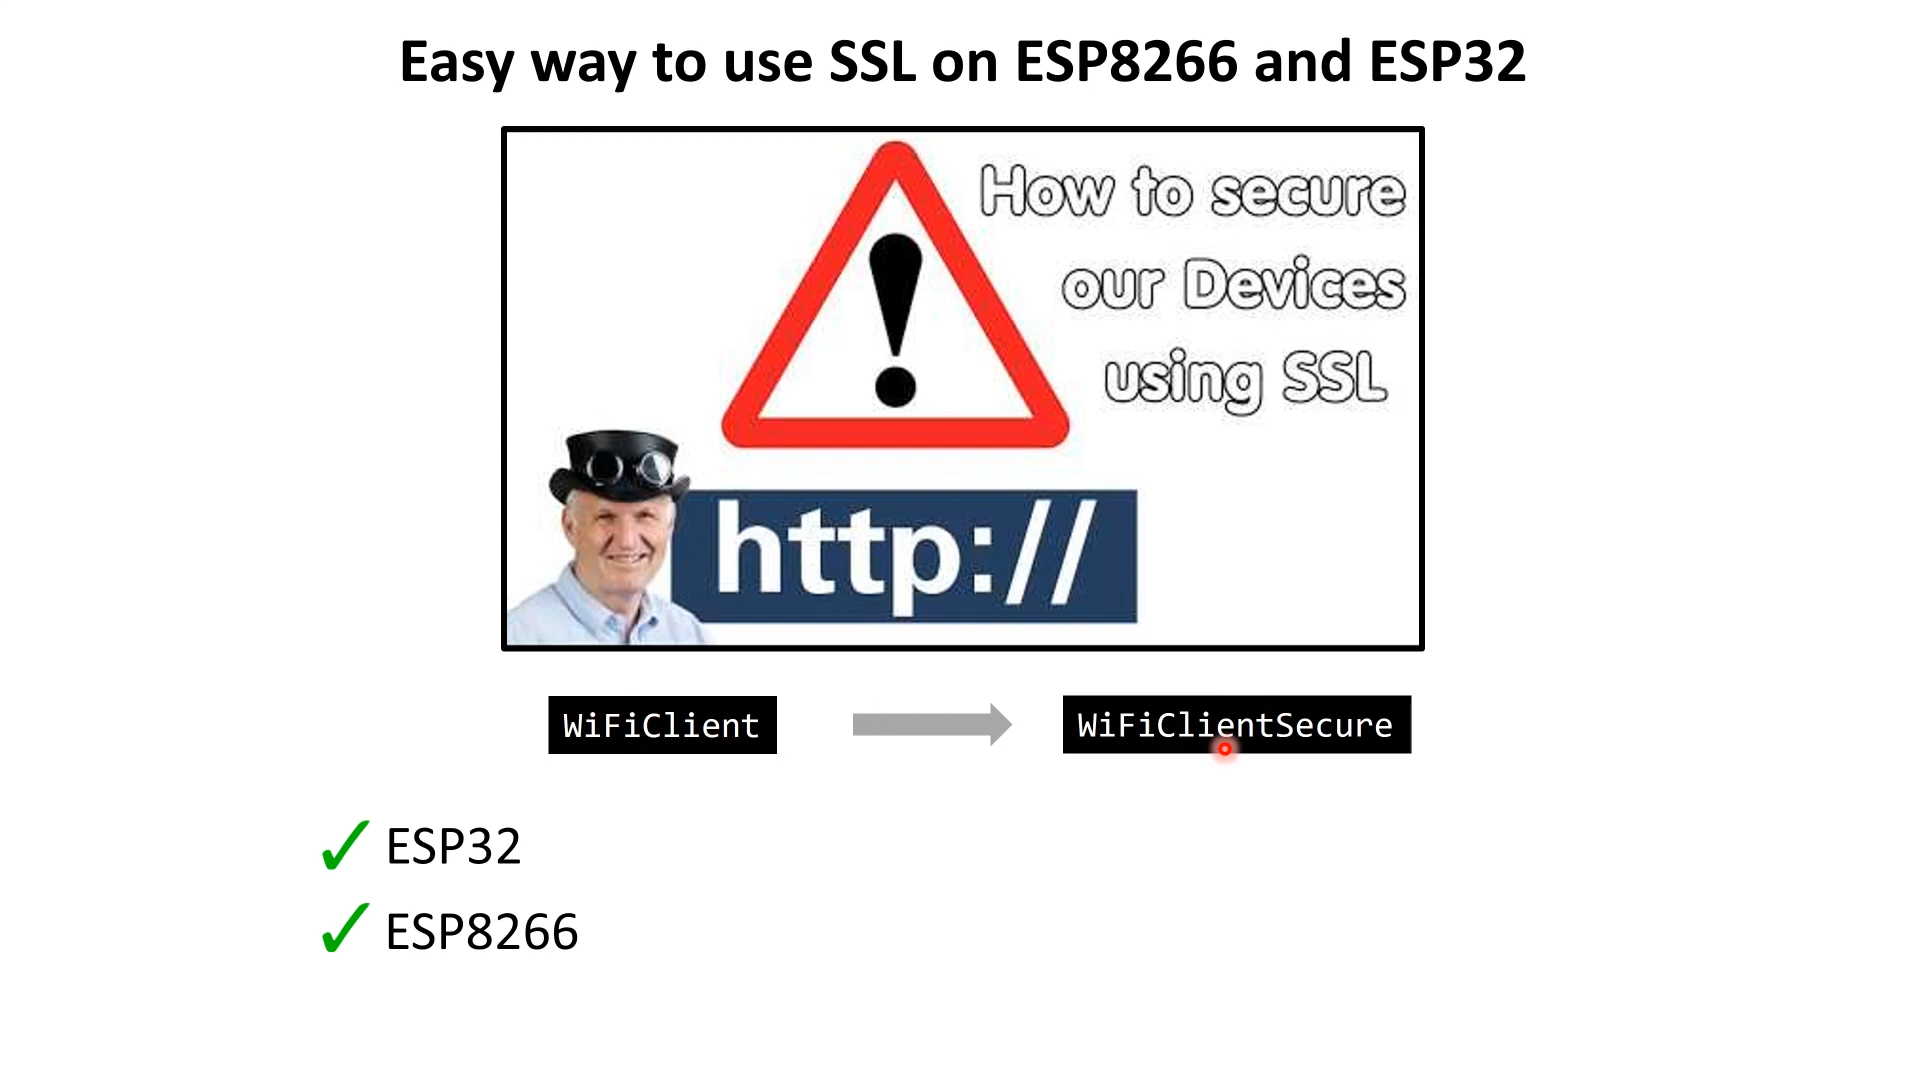 Easy way to use SSL on ESP8266 and ESP32
How to secure
our Devices
using SSL
http://
WiFiClient
WiFiClientSecure
ESP32
ESP8266